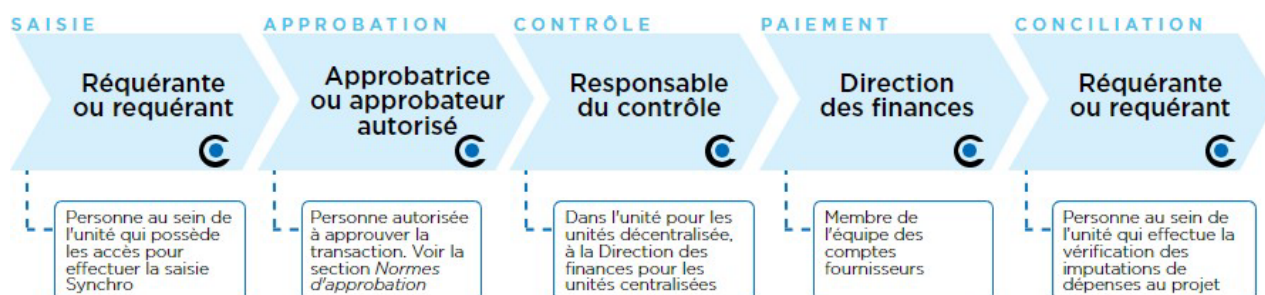 SAISIE
Réquérante
ou requérant
Personne au sein de
l'unité qui possède
les accès pour
effectuer la saisie
Synchro
APPROBATION
Approbatrice
ou approbateur
autorisé
Personne autorisée
à approuver la
transaction. Voir la
section Normes
d'approbation
CONTRÔLE
Responsable
du contrôle
Dans l'unité pour les
unités décentralisée,
à la Direction des
finances pour les
unités centralisées
PAIEMENT
Direction
des finances
Membre de
l'équipe des
comptes
fournisseurs
CONCILIATION
Réquérante
ou requérant
Personne au sein de
l'unité qui effectue la
vérification des
imputations de
dépenses au projet